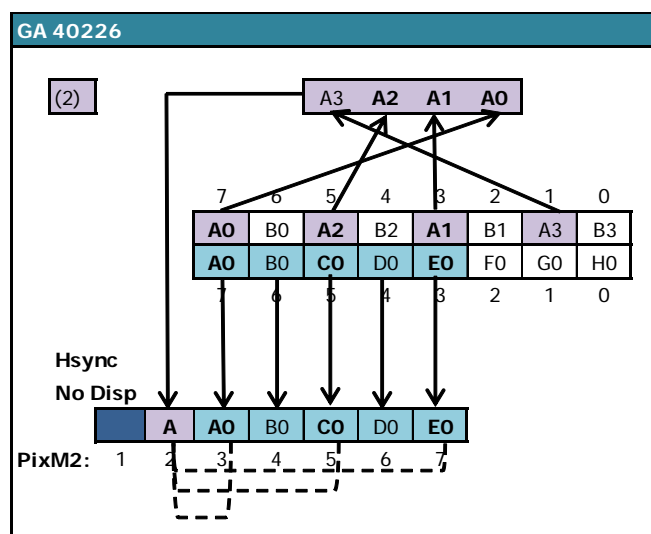 GA 40226
(2) A3 A2 A1 A0
7 6 5 4 3 2 1 0
A0 B0 A2 B2 A1 B1 A3 B3
A0 B0 C0 D0 E0 F0 G0 H0
7 6 5 4 3 2 1 0
Hsync
No Disp
A A0 B0 C0 D0 E0
PixM2: 1 2 3 4 5 6 7